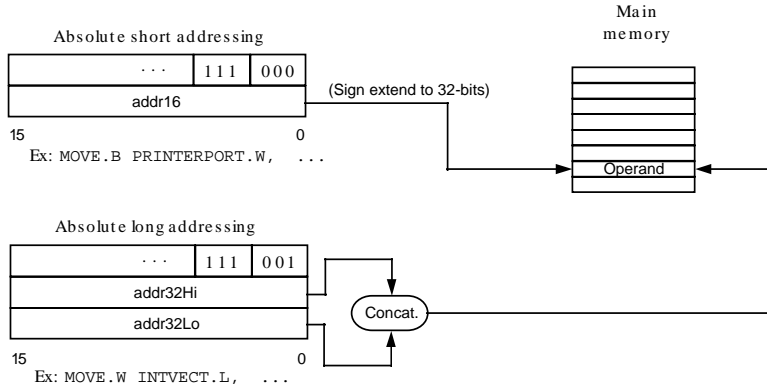 Main
memory
Absolute short addressing
· · · 111 000
addr16
(Sign extend to 32-bits)
15 0
Ex: MOVE.B PRINTERPORT.W, ...
Operand
Absolute long addressing
· · · 111 001
addr32Hi
addr32Lo
Concat.
15 0
Ex: MOVE.W INTVECT.L, ...